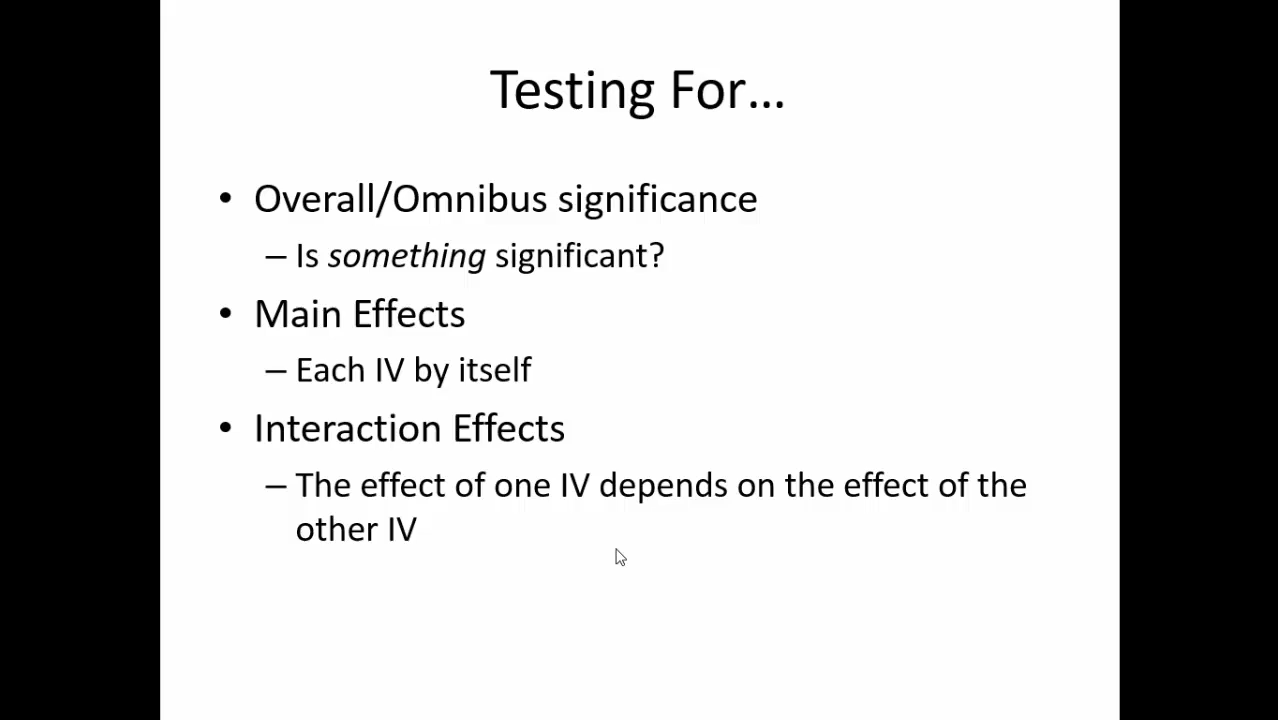 Testing For...
• Overall/Omnibus significance
– Is something significant?
• Main Effects
– Each IV by itself
• Interaction Effects
– The effect of one IV depends on the effect of the
other IV